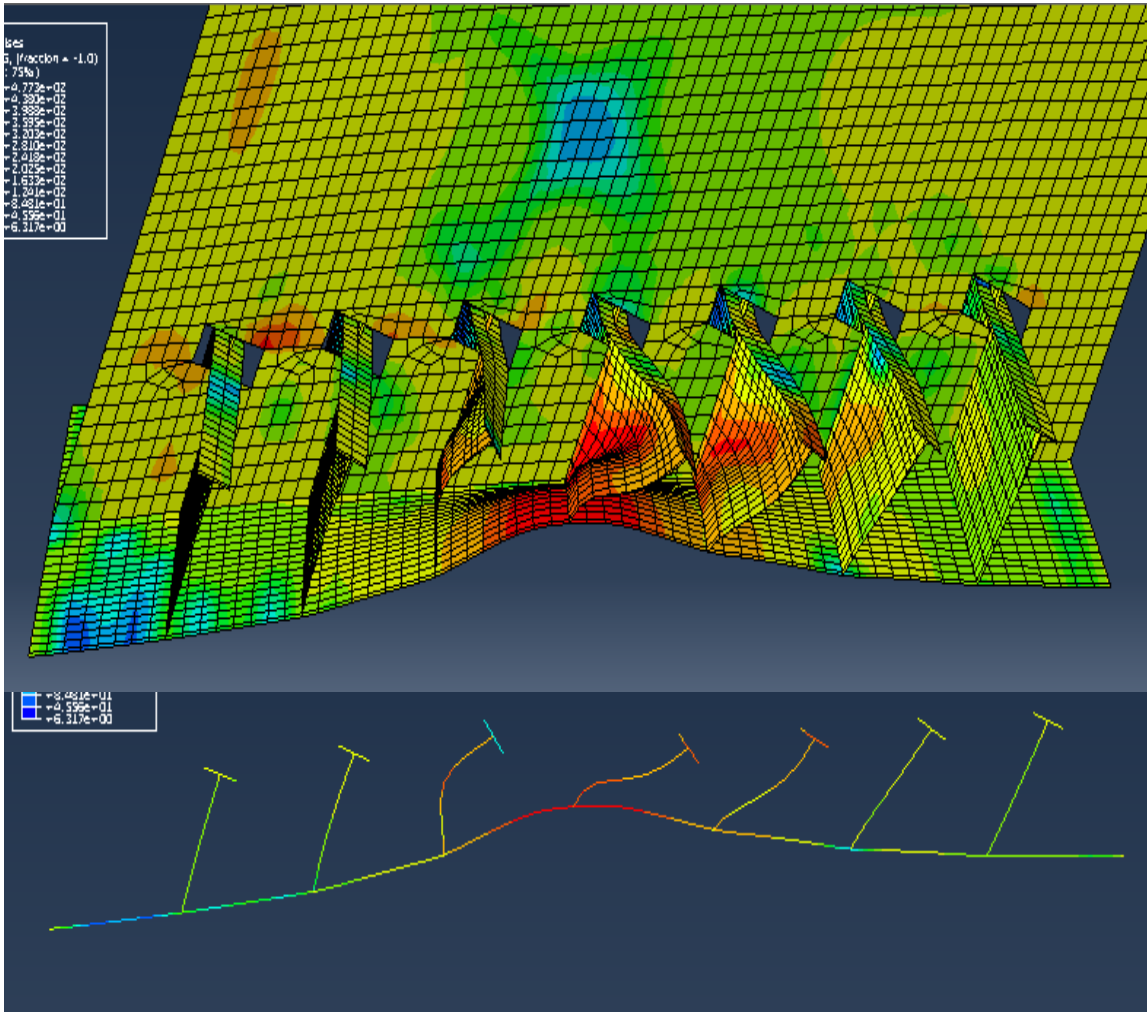 ises
G, (fraction = -1.0)
: 75%)
+4.773e+02
+4.380e+02
+3.988e+02
+3.595e+02
+3.203e+02
+2.810e+02
+2.418e+02
+2.025e+02
+1.633e+02
+1.241e+02
+8.481e+01
+4.556e+01
+6.317e+00
+8.481e+01
+4.556e+01
+6.317e+00